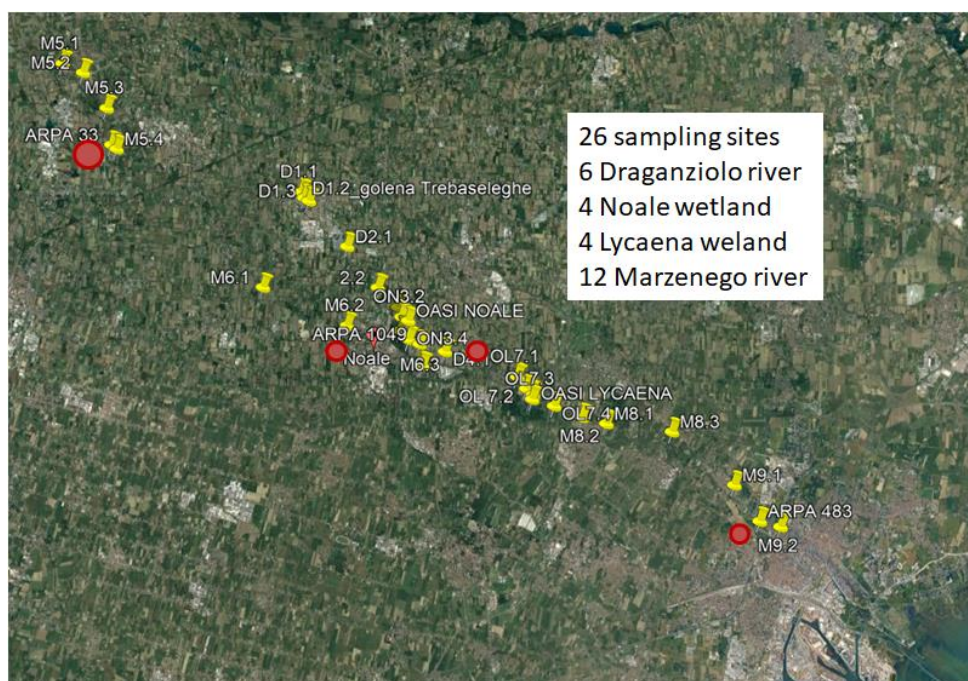 M5.1
M5.2
M5.3
ARPA 33
M5.4
D1.1
D1.3
D1.2_golena Trebaseleghe
D2.1
M6.1
2.2
ON3.2
M6.2
OASI NOALE
ARPA 1049
ON3.4
Noale
M6.3
D4.1
OL7.1
OL7.3
OL 7.2
OASI LYCAENA
OL7.4
M8.1
M8.2
M8.3
M9.1
ARPA 483
M9.2
26 sampling sites
6 Draganziolo river
4 Noale wetland
4 Lycaena weland
12 Marzenego river